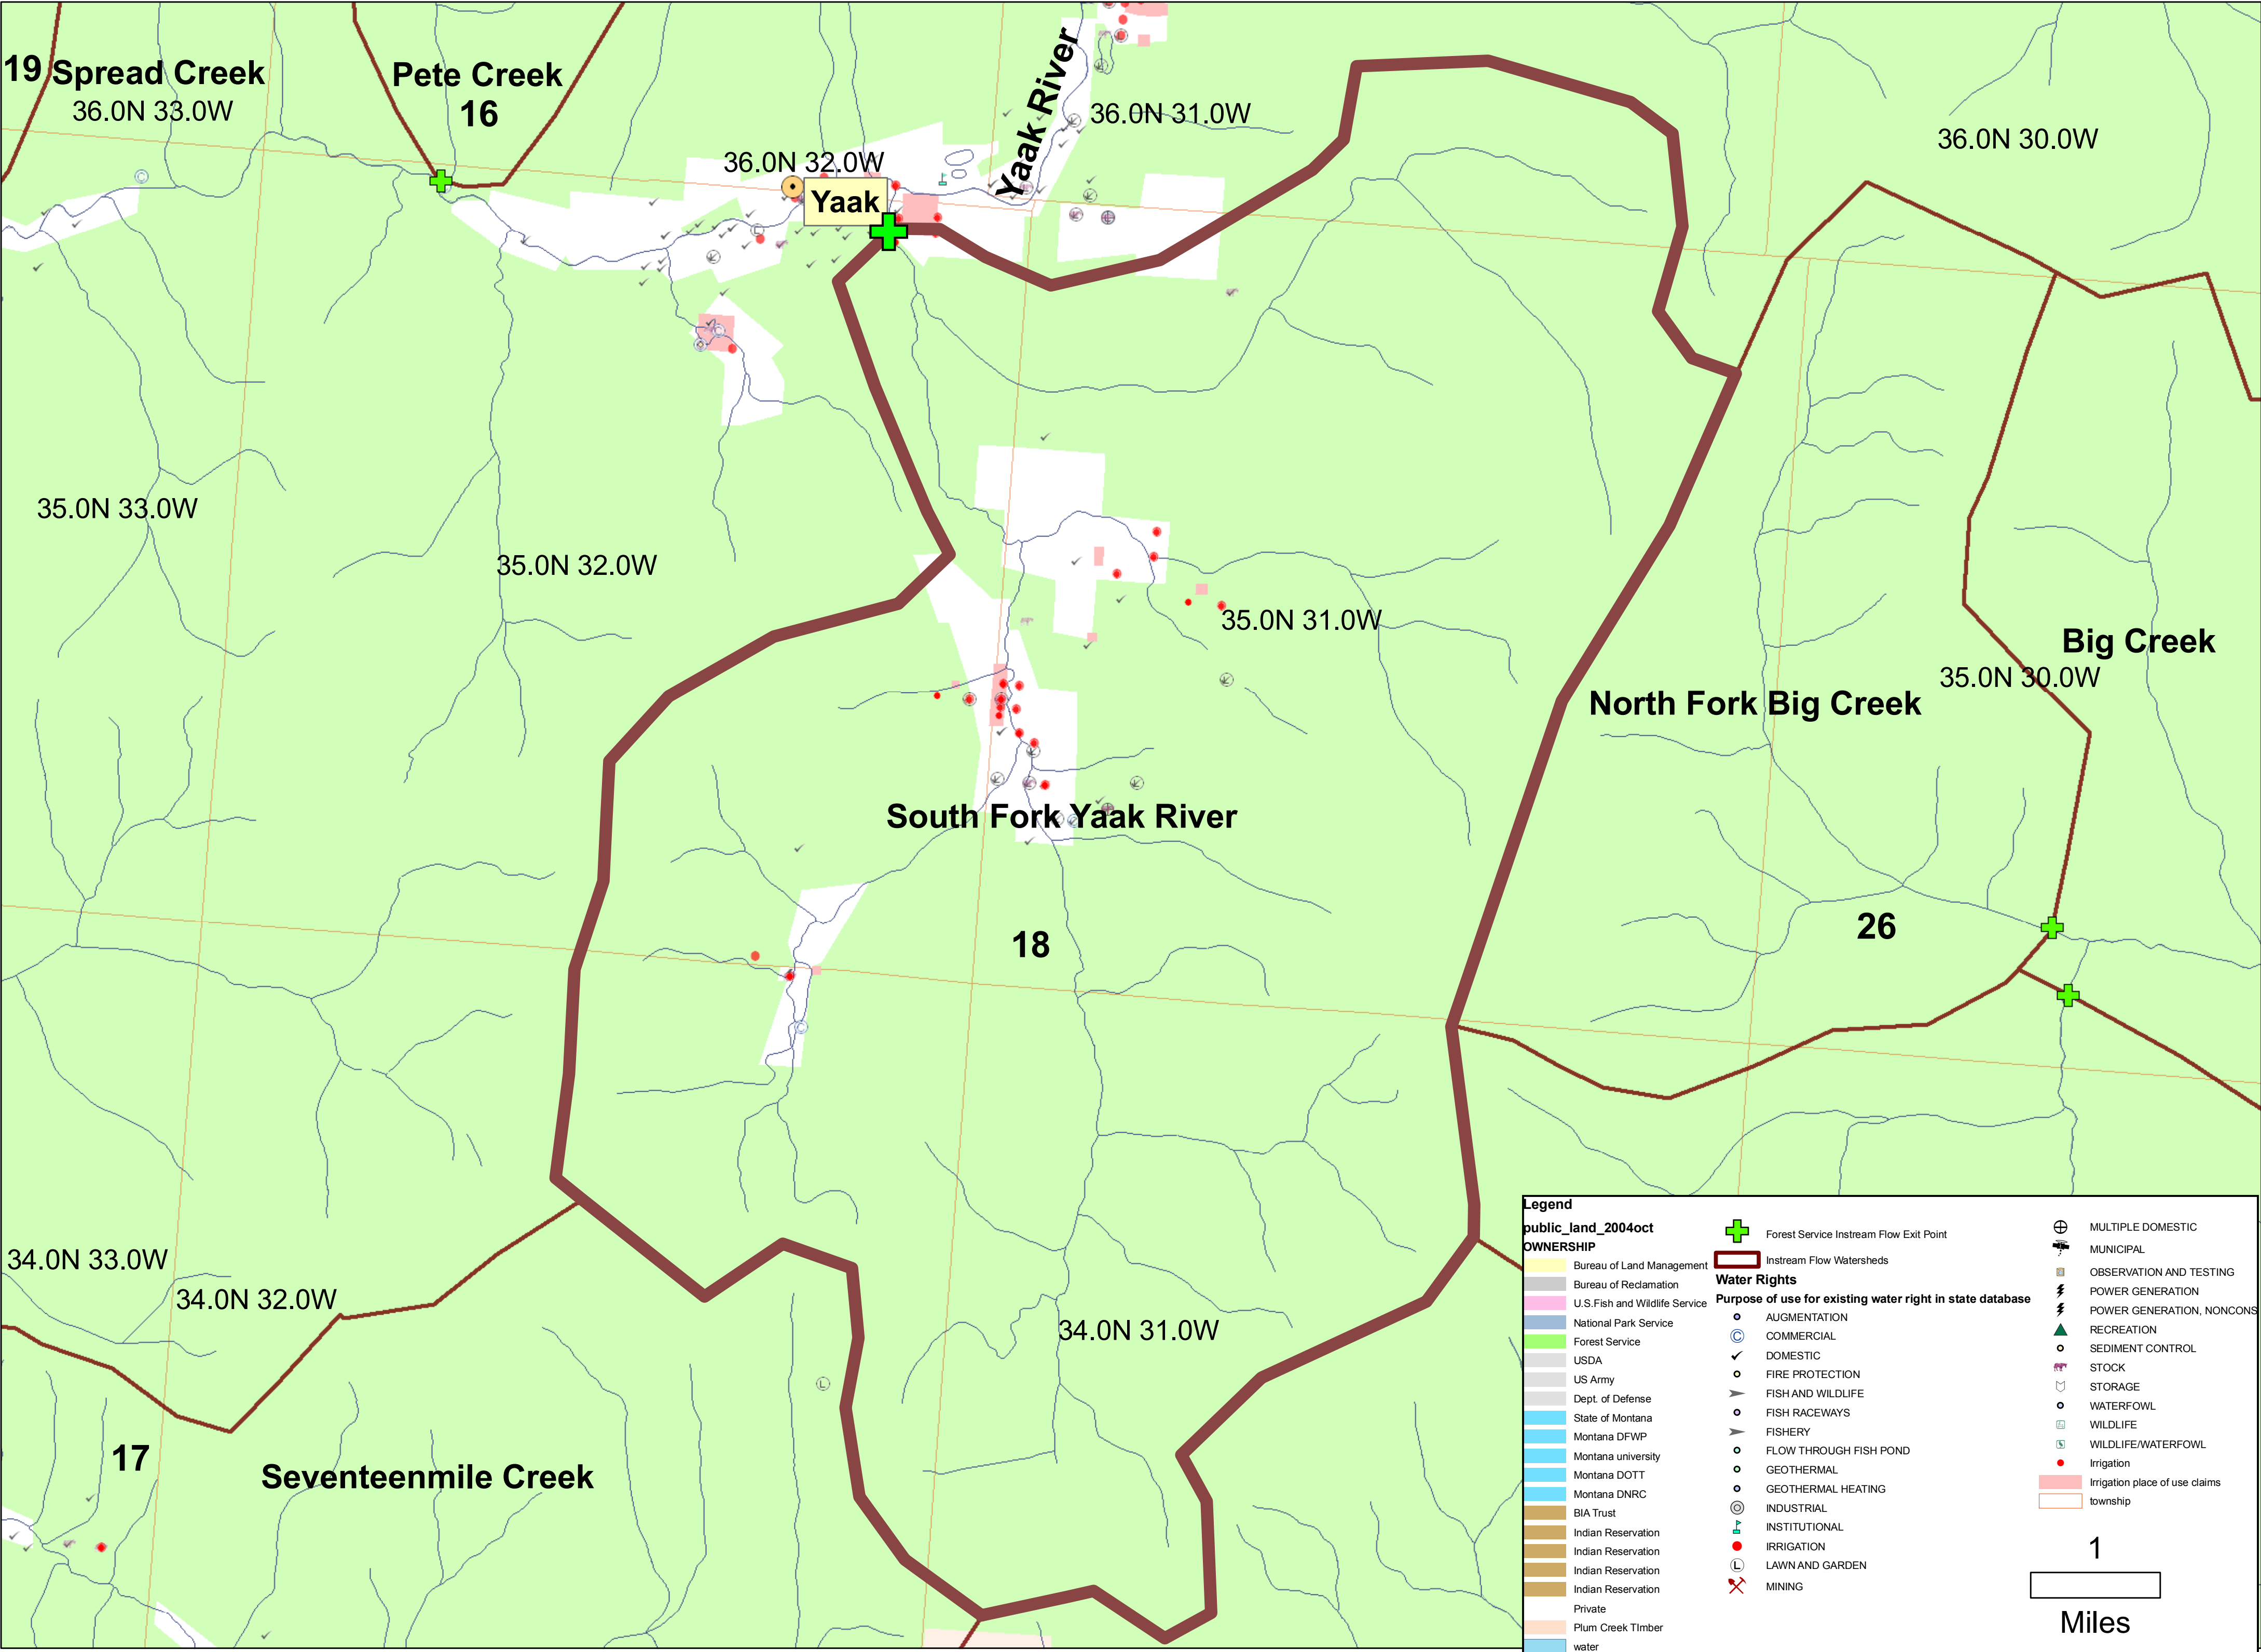 19 Spread Creek
36.0N 33.0W
Pete Creek
16
Yaak River
36.0N 31.0W
36.0N 30.0W
36.0N 32.0W
Yaak
35.0N 33.0W
35.0N 32.0W
35.0N 31.0W
Big Creek
35.0N 30.0W
North Fork Big Creek
South Fork Yaak River
18
26
34.0N 33.0W
34.0N 32.0W
34.0N 31.0W
17
Seventeenmile Creek
Legend
public_land_2004oct
OWNERSHIP
Bureau of Land Management
Bureau of Reclamation
U.S.Fish and Wildlife Service
National Park Service
Forest Service
USDA
US Army
Dept. of Defense
State of Montana
Montana DFWP
Montana university
Montana DOTT
Montana DNRC
BIA Trust
Indian Reservation
Indian Reservation
Indian Reservation
Indian Reservation
Private
Plum Creek TImber
water
Forest Service Instream Flow Exit Point
Instream Flow Watersheds
Water Rights
Purpose of use for existing water right in state database
AUGMENTATION
COMMERCIAL
DOMESTIC
FIRE PROTECTION
FISH AND WILDLIFE
FISH RACEWAYS
FISHERY
FLOW THROUGH FISH POND
GEOTHERMAL
GEOTHERMAL HEATING
INDUSTRIAL
INSTITUTIONAL
IRRIGATION
LAWN AND GARDEN
MINING
MULTIPLE DOMESTIC
MUNICIPAL
OBSERVATION AND TESTING
POWER GENERATION
POWER GENERATION, NONCONS
RECREATION
SEDIMENT CONTROL
STOCK
STORAGE
WATERFOWL
WILDLIFE
WILDLIFE/WATERFOWL
Irrigation
Irrigation place of use claims
township
1
Miles